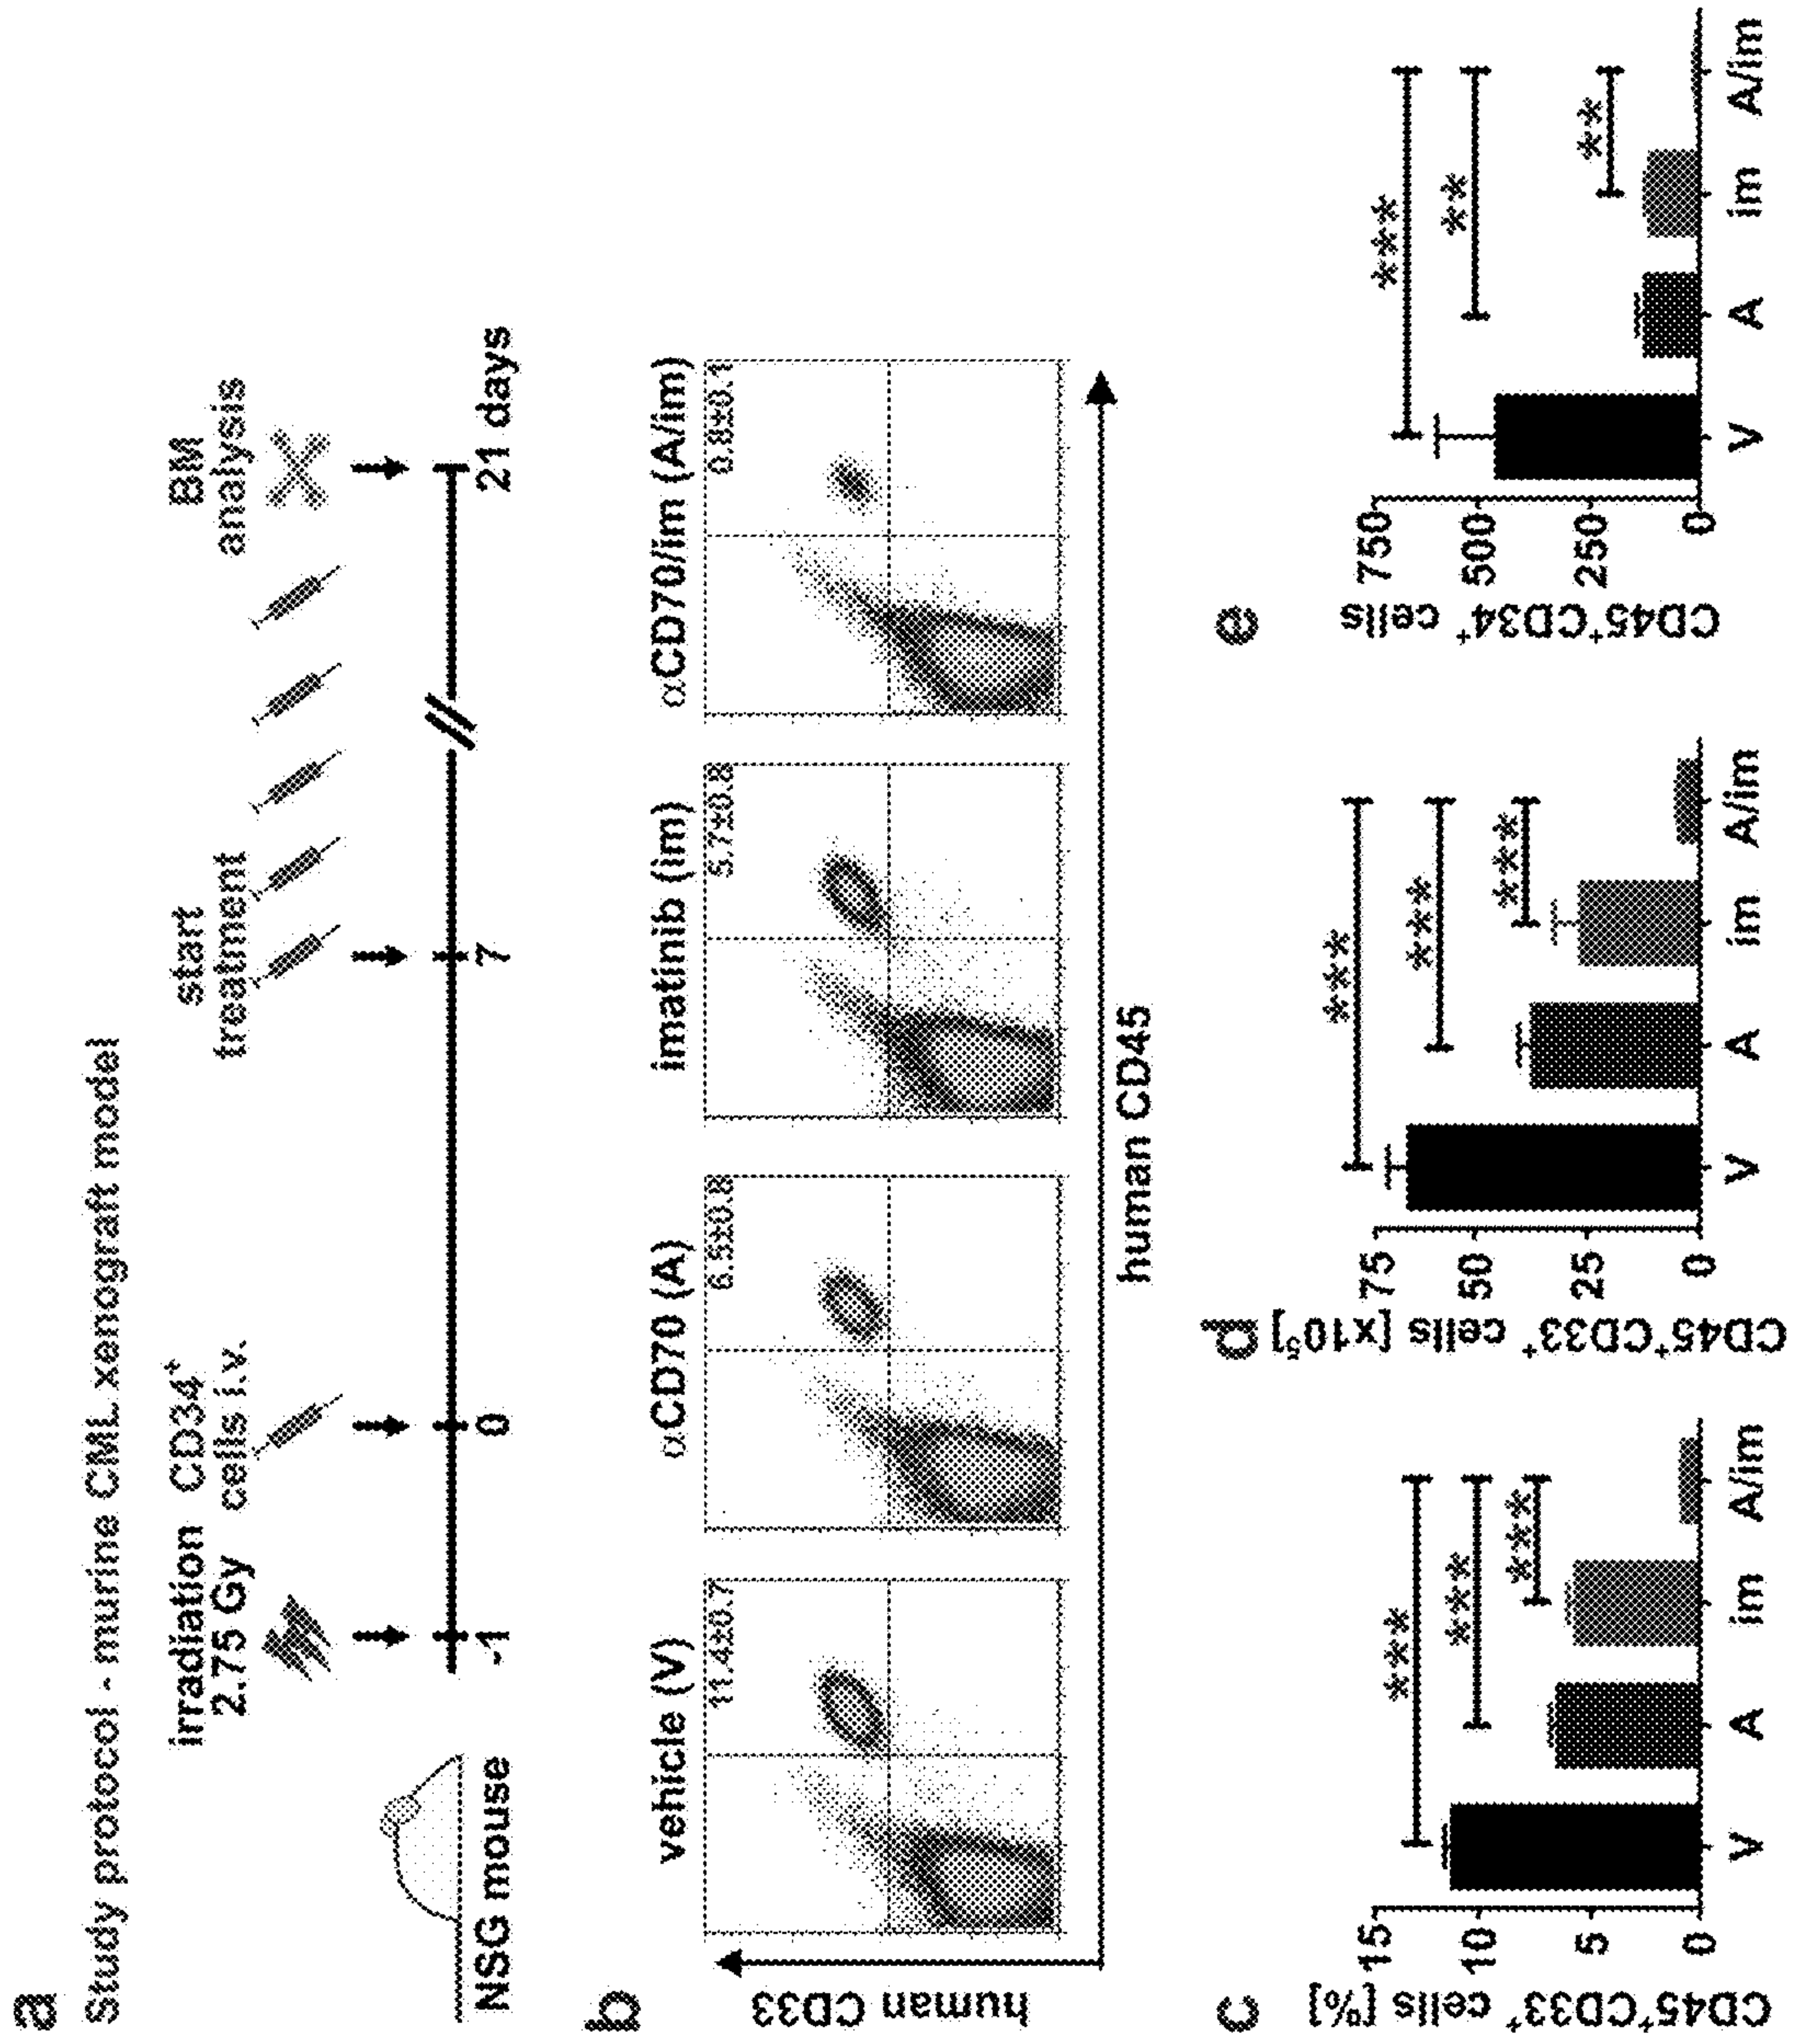 a
Study protocol - murine CML xenograft model
irradiation
2.75 Gy
CD34⁺
cells i.v.
start
treatment
BM
analysis
NSG mouse
-1
0
7
21 days
b
vehicle (V)
αCD70 (A)
imatinib (im)
αCD70/im (A/im)
11.4±0.7
6.5±0.8
5.7±0.8
0.8±0.1
human CD33
human CD45
c
CD45⁺CD33⁺ cells [%]
15
10
5
0
***
***
***
V
A
im
A/im
d
CD45⁺CD33⁺ cells [x10⁵]
75
50
25
0
***
***
***
V
A
im
A/im
e
CD45⁺CD34⁺ cells
750
500
250
0
***
**
**
V
A
im
A/im